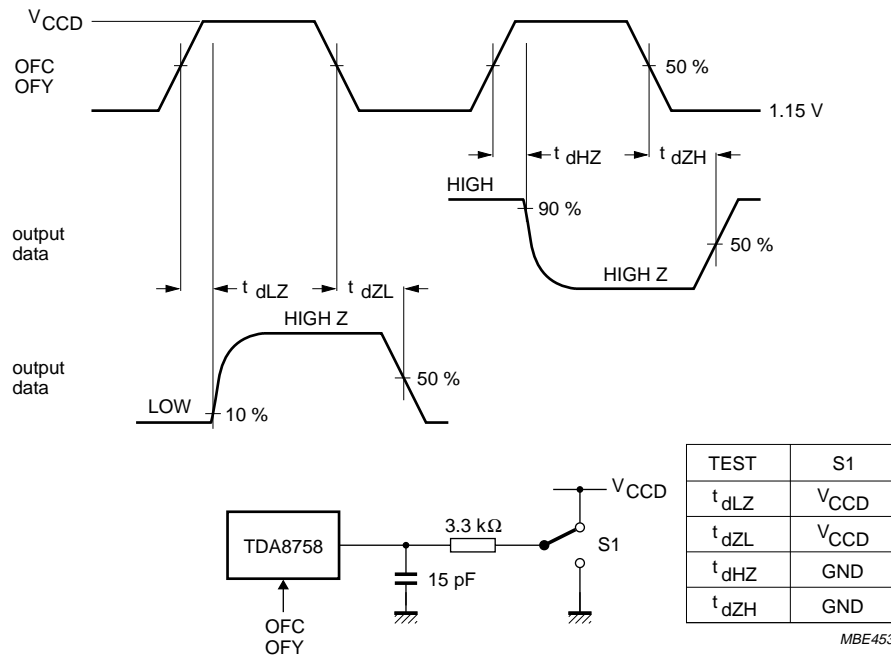 VCCD
OFC
OFY
50 %
1.15 V
t dHZ
t dZH
HIGH
90 %
output
data
50 %
HIGH Z
t dLZ
t dZL
HIGH Z
output
data
50 %
LOW
10 %
TEST S1
t dLZ VCCD
t dZL VCCD
t dHZ GND
t dZH GND
VCCD
3.3 kΩ
S1
TDA8758
15 pF
OFC
OFY
MBE453